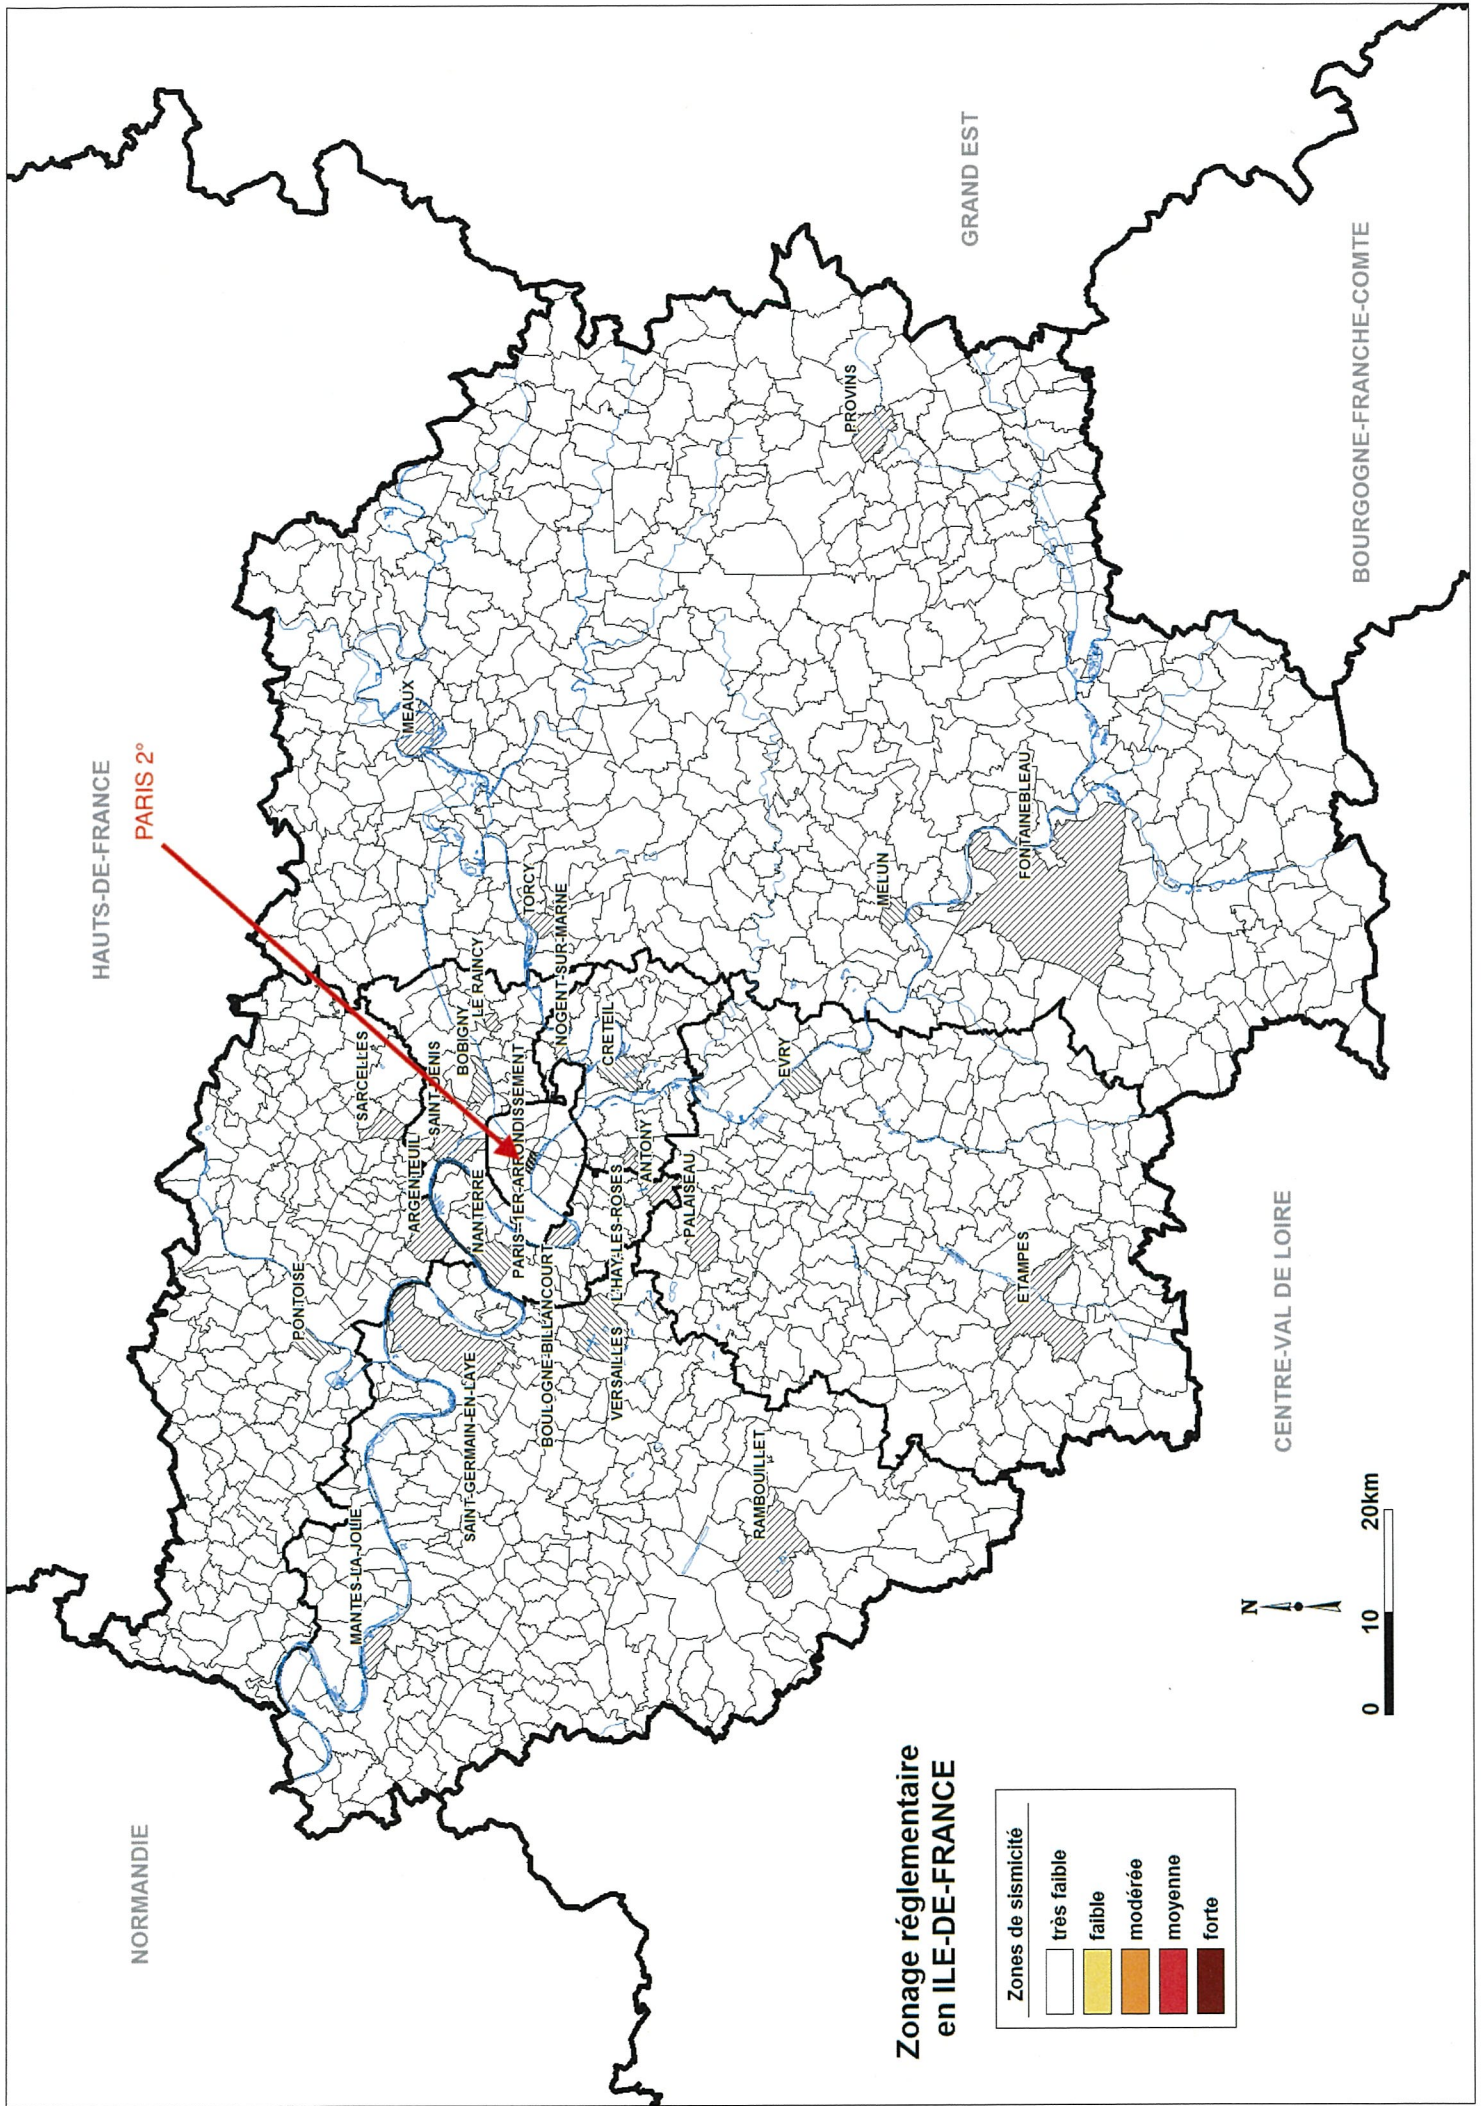 HAUTS-DE-FRANCE
PARIS 2°
NORMANDIE
GRAND EST
BOURGOGNE-FRANCHE-COMTE
CENTRE-VAL DE LOIRE
PONTOISE
SARCELLES
MEAUX
MANTES-LA-JOLIE
ARGENTEUIL
SAINT-DENIS
BOBIGNY
LE RAINCY
NANTERRE
SAINT-GERMAIN-EN-LAYE
PARIS-1ER-ARRONDISSEMENT
TORCY
BOULOGNE-BILLANCOURT
NOGENT-SUR-MARNE
VERSAILLES
L'HAY-LES-ROSES
CRETEIL
ANTONY
PALAISEAU
RAMBOUILLET
EVRY
PROVINS
MELUN
ETAMPES
FONTAINEBLEAU
Zonage réglementaire
en ILE-DE-FRANCE
Zones de sismicité
très faible
faible
modérée
moyenne
forte
N
0 10 20km